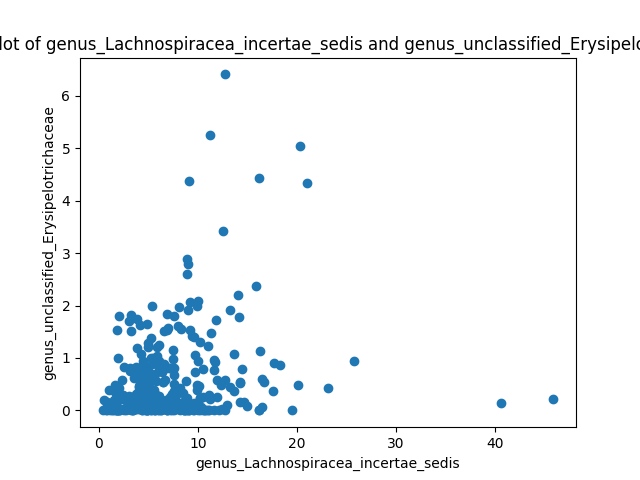 lot of genus_Lachnospiracea_incertae_sedis and genus_unclassified_Erysipelo
6
5
4
3
2
1
0
genus_unclassified_Erysipelotrichaceae
0 10 20 30 40
genus_Lachnospiracea_incertae_sedis